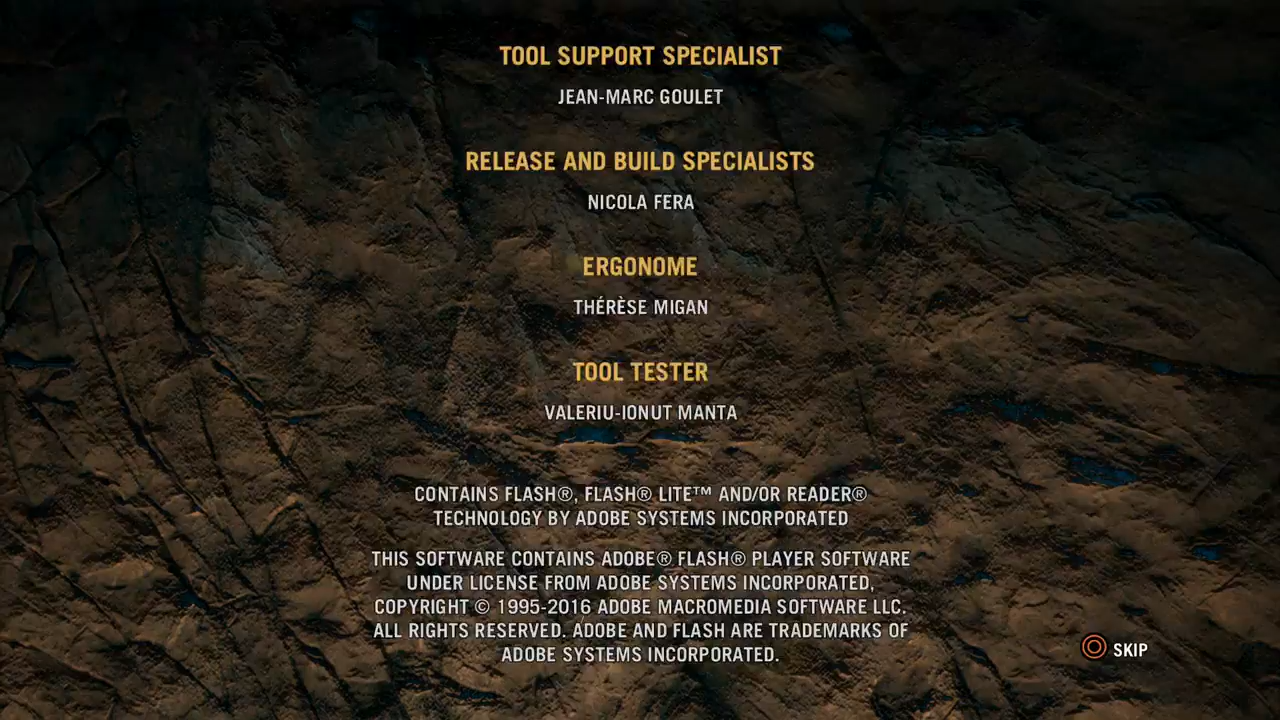 TOOL SUPPORT SPECIALIST
JEAN-MARC GOULET
RELEASE AND BUILD SPECIALISTS
NICOLA FERA
ERGONOME
THÉRÈSE MIGAN
TOOL TESTER
VALERIU-IONUT MANTA
CONTAINS FLASH®, FLASH® LITE™ AND/OR READER®
TECHNOLOGY BY ADOBE SYSTEMS INCORPORATED
THIS SOFTWARE CONTAINS ADOBE® FLASH® PLAYER SOFTWARE
UNDER LICENSE FROM ADOBE SYSTEMS INCORPORATED,
COPYRIGHT © 1995-2016 ADOBE MACROMEDIA SOFTWARE LLC.
ALL RIGHTS RESERVED. ADOBE AND FLASH ARE TRADEMARKS OF
ADOBE SYSTEMS INCORPORATED.
SKIP